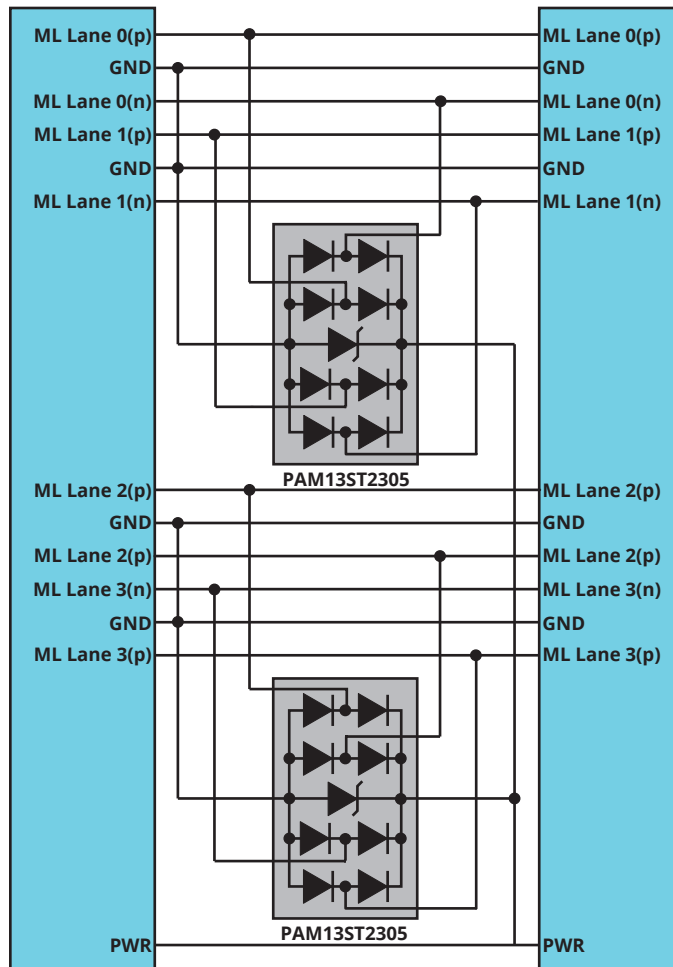 ML Lane 0(p) ML Lane 0(p)
GND GND
ML Lane 0(n) ML Lane 0(n)
ML Lane 1(p) ML Lane 1(p)
GND GND
ML Lane 1(n) ML Lane 1(n)
PAM13ST2305
ML Lane 2(p) ML Lane 2(p)
GND GND
ML Lane 2(p) ML Lane 2(p)
ML Lane 3(n) ML Lane 3(n)
GND GND
ML Lane 3(p) ML Lane 3(p)
PAM13ST2305
PWR PWR